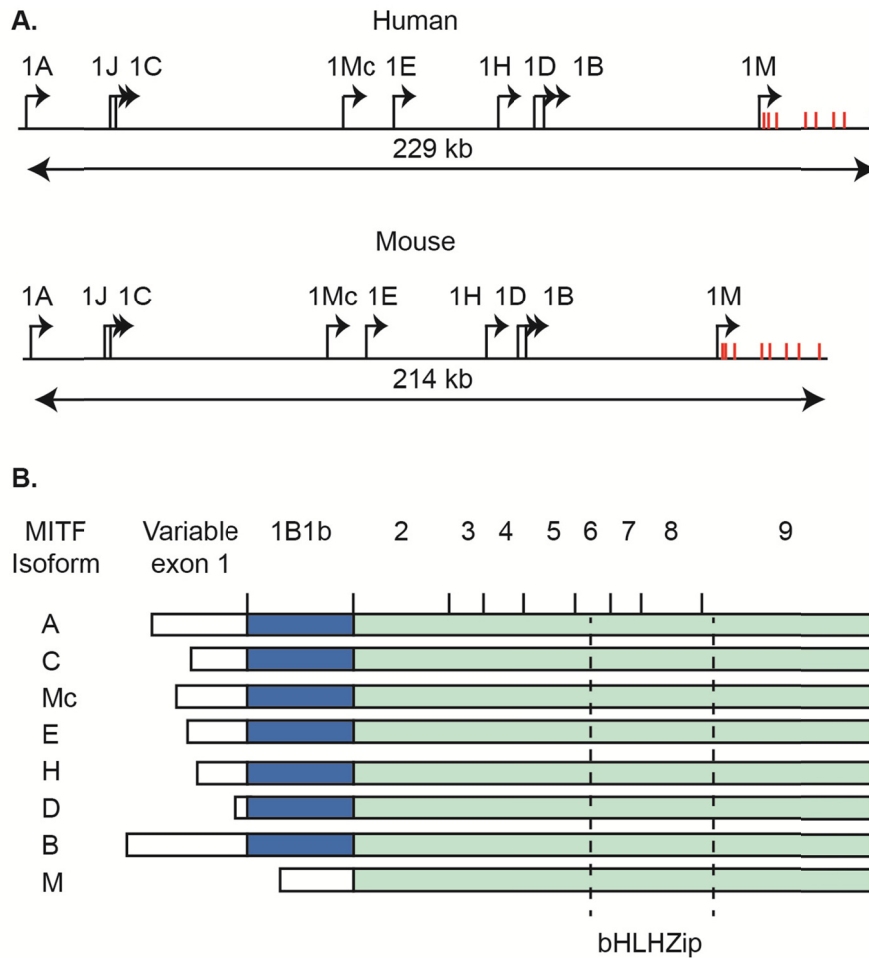 A.
Human
1A 1J 1C 1Mc 1E 1H 1D 1B 1M
229 kb
Mouse
1A 1J 1C 1Mc 1E 1H 1D 1B 1M
214 kb
B.
MITF Variable 1B1b 2 3 4 5 6 7 8 9
Isoform exon 1
A
C
Mc
E
H
D
B
M
bHLHZip